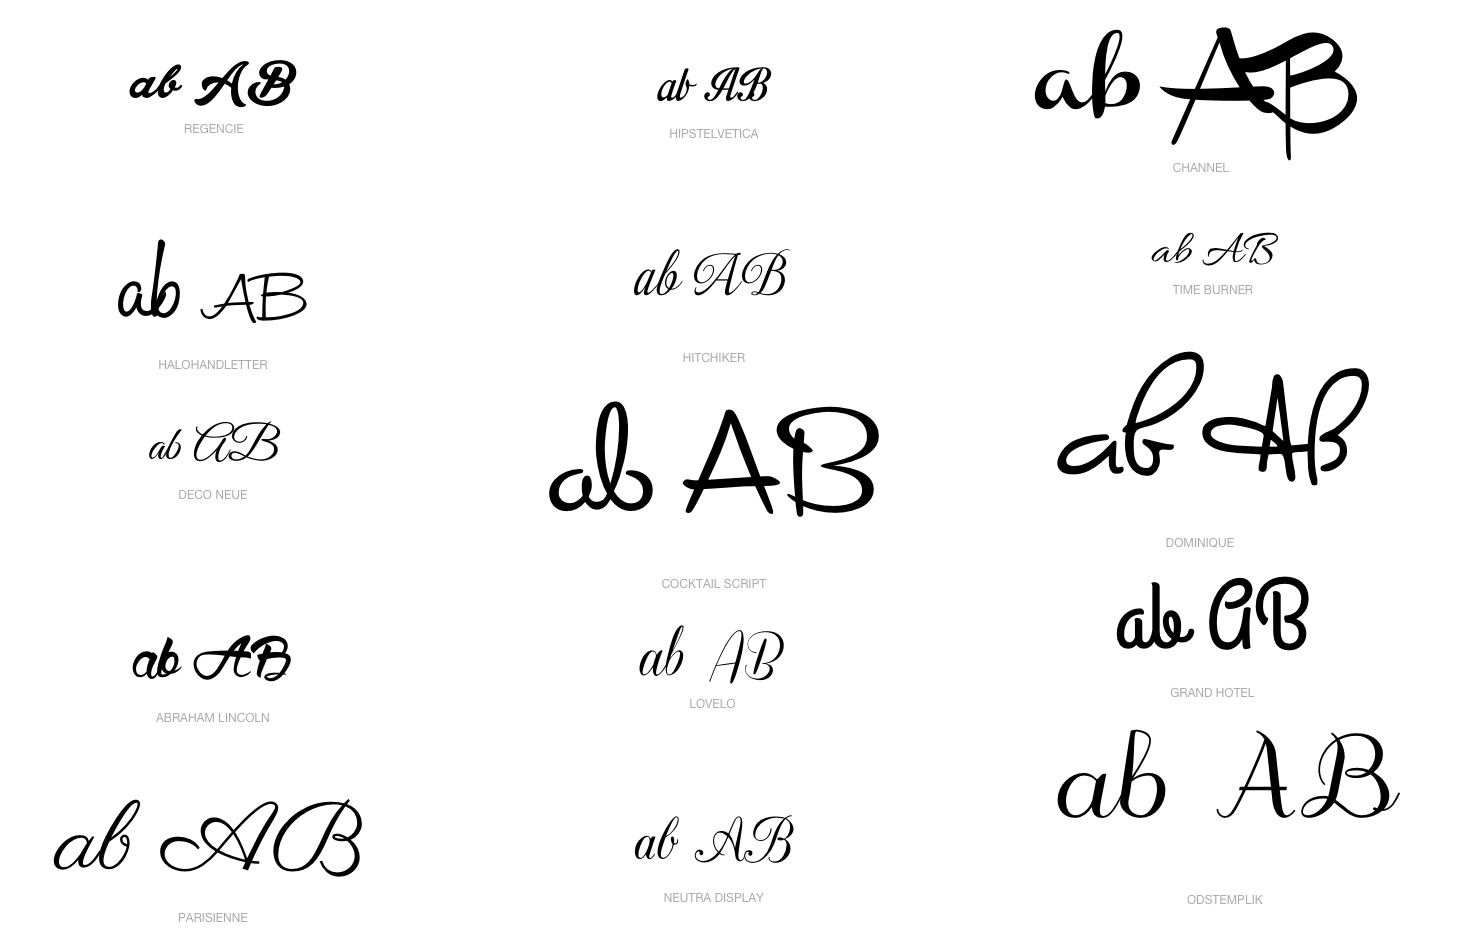 ab AB
REGENCIE
ab AB
HIPSTELVETICA
ab AB
CHANNEL
ab AB
HALOHANDLETTER
ab AB
HITCHIKER
ab AB
TIME BURNER
ab AB
DECO NEUE
ab AB
COCKTAIL SCRIPT
ab AB
DOMINIQUE
ab AB
ABRAHAM LINCOLN
ab AB
LOVELO
ab AB
GRAND HOTEL
ab AB
PARISIENNE
ab AB
NEUTRA DISPLAY
ab AB
ODSTEMPLIK